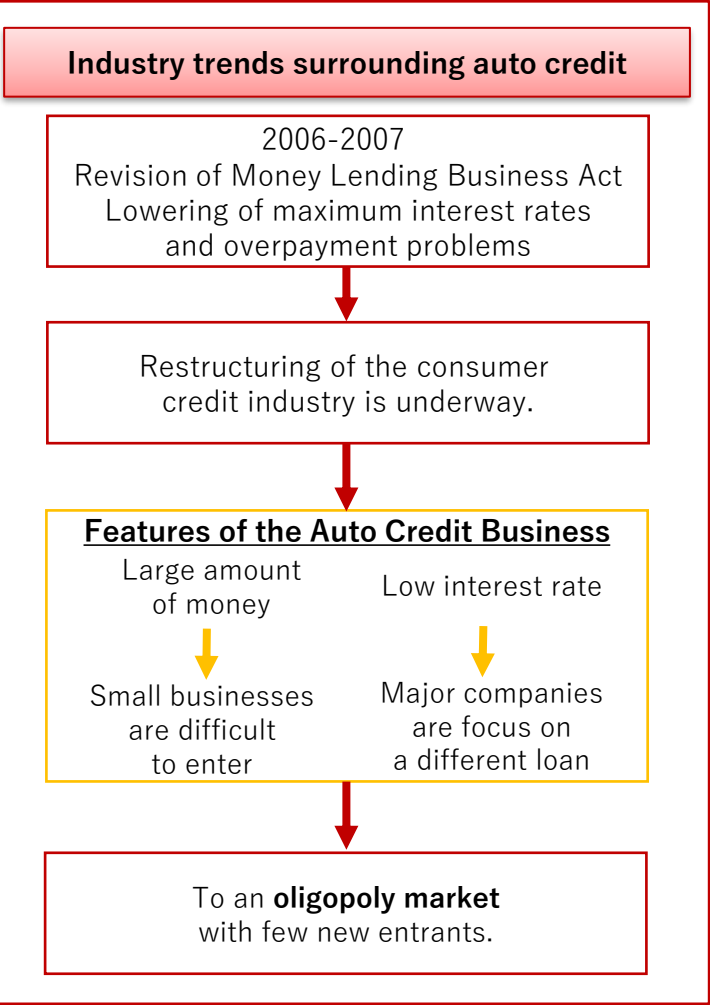 Industry trends surrounding auto credit
2006-2007
Revision of Money Lending Business Act
Lowering of maximum interest rates
and overpayment problems
Restructuring of the consumer
credit industry is underway.
Features of the Auto Credit Business
Large amount
of money
Small businesses
are difficult
to enter
Low interest rate
Major companies
are focus on
a different loan
To an oligopoly market
with few new entrants.